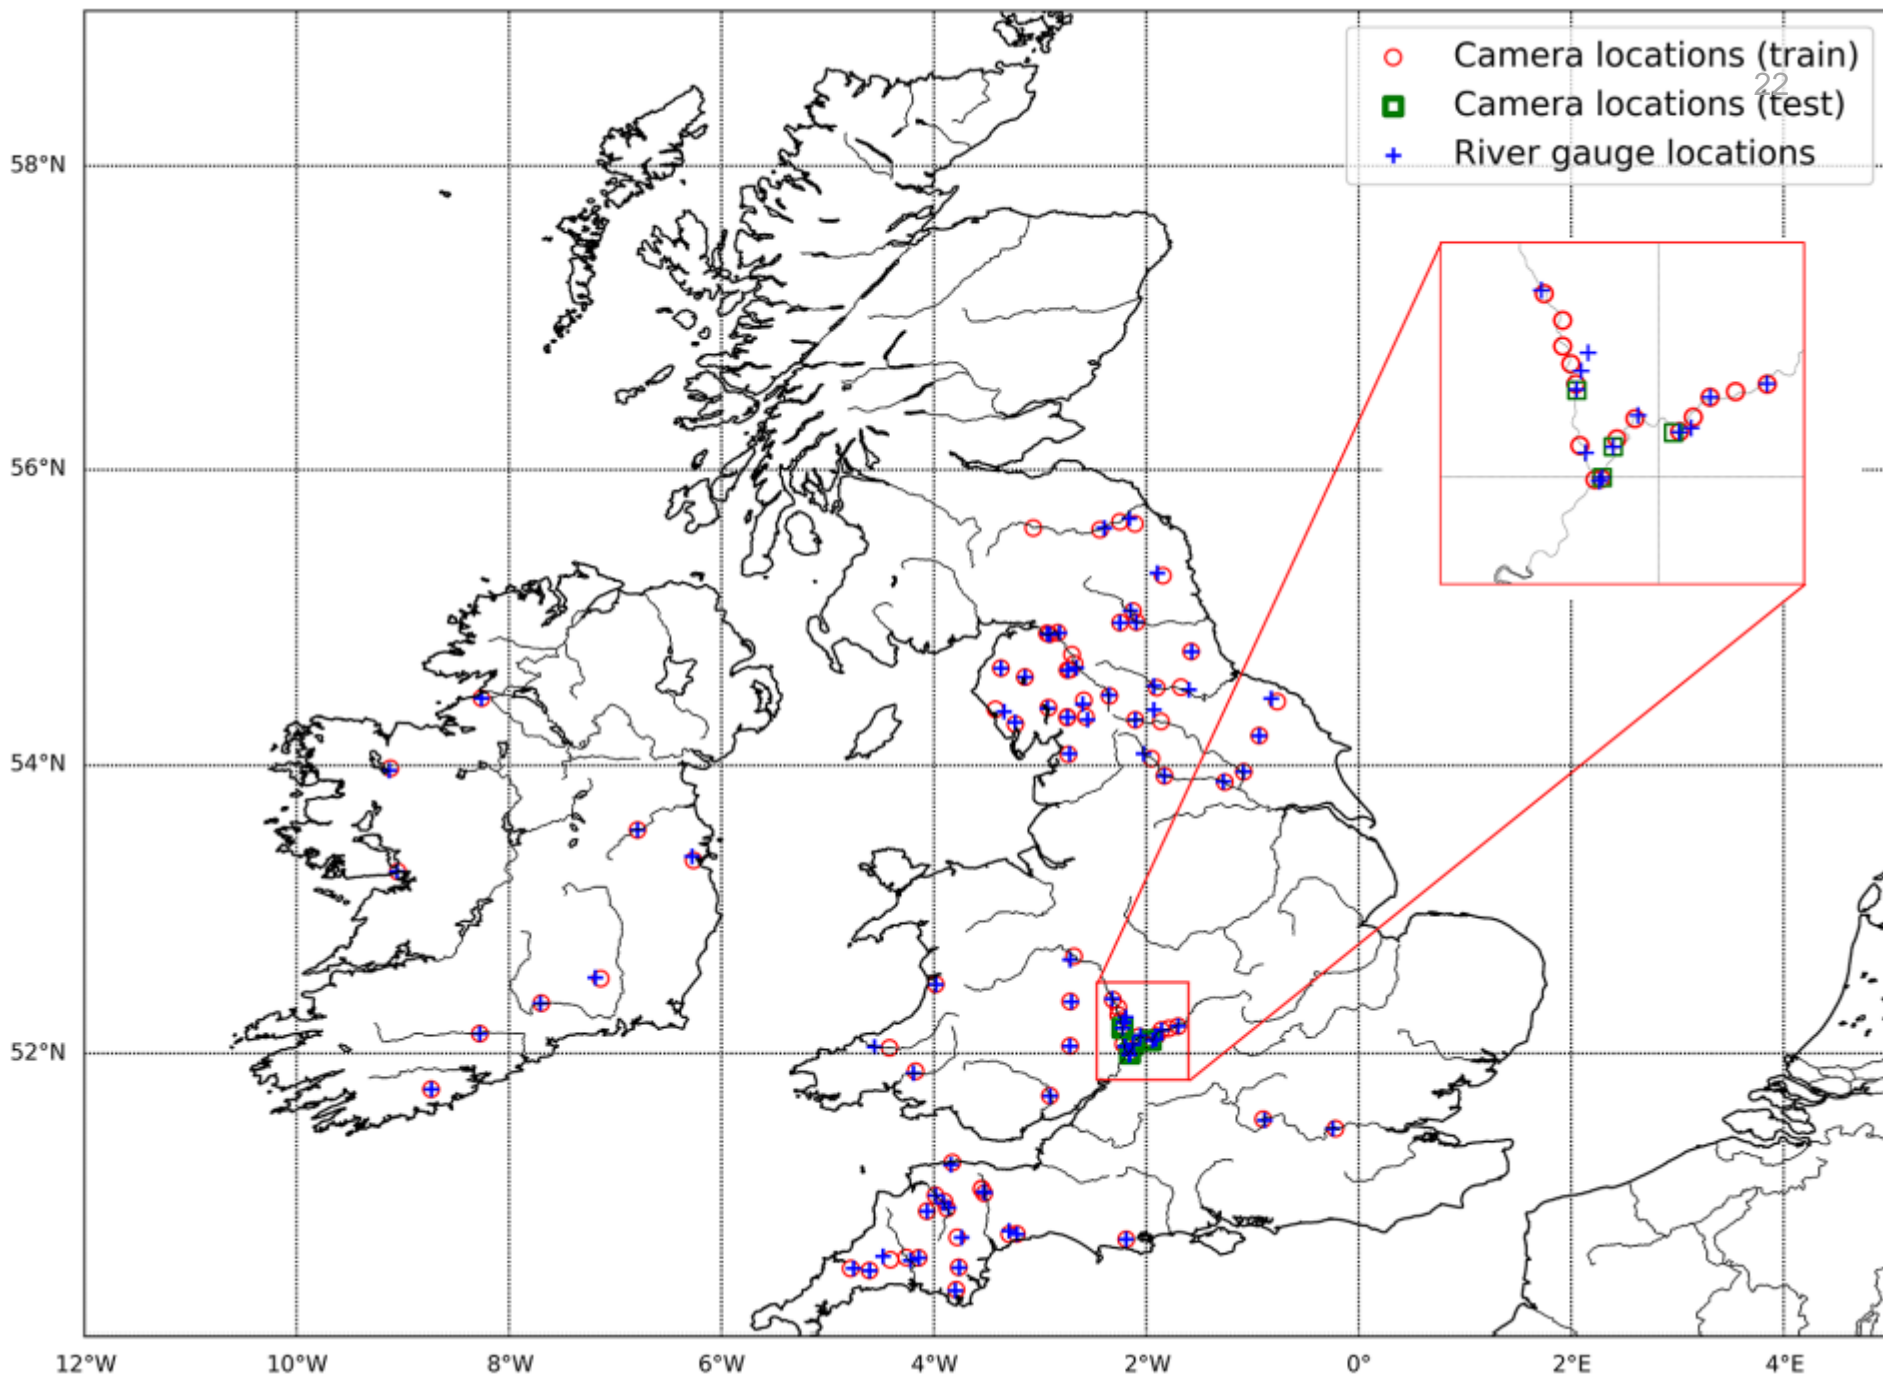 Camera locations (train)
22
Camera locations (test)
River gauge locations
58°N
56°N
54°N
52°N
12°W 10°W 8°W 6°W 4°W 2°W 0° 2°E 4°E